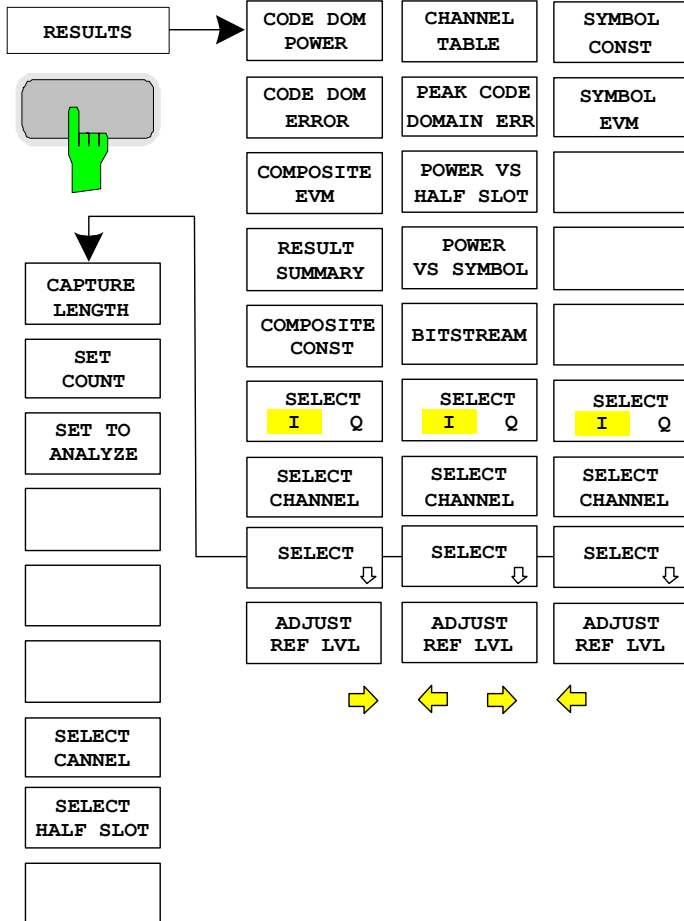 RESULTS
CODE DOM
POWER
CODE DOM
ERROR
COMPOSITE
EVM
RESULT
SUMMARY
COMPOSITE
CONST
SELECT
I Q
SELECT
CHANNEL
SELECT
ADJUST
REF LVL
CHANNEL
TABLE
PEAK CODE
DOMAIN ERR
POWER VS
HALF SLOT
POWER
VS SYMBOL
BITSTREAM
SELECT
I Q
SELECT
CHANNEL
SELECT
ADJUST
REF LVL
SYMBOL
CONST
SYMBOL
EVM
SELECT
I Q
SELECT
CHANNEL
SELECT
ADJUST
REF LVL
CAPTURE
LENGTH
SET
COUNT
SET TO
ANALYZE
SELECT
CANNEL
SELECT
HALF SLOT